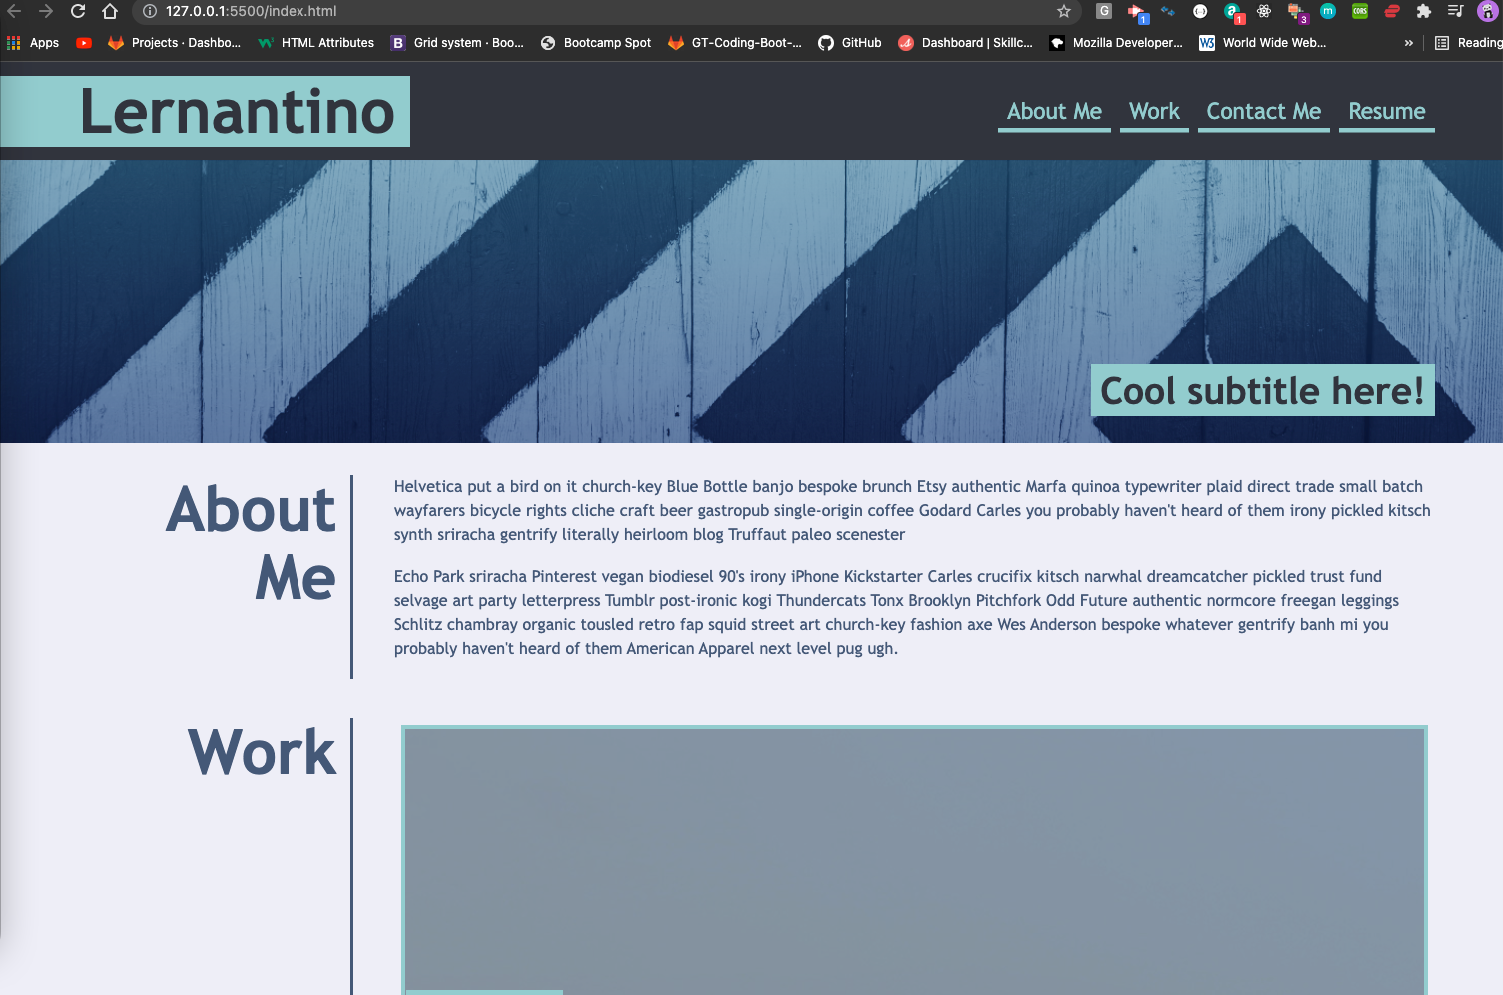 127.0.0.1:5500/index.html
G
1
1
3
m
CORS
Apps
Projects · Dashbo...
HTML Attributes
B
Grid system · Boo...
Bootcamp Spot
GT-Coding-Boot-...
GitHub
Dashboard | Skillc...
Mozilla Developer...
W3
World Wide Web...
»
Reading
Lernantino
About Me
Work
Contact Me
Resume
Cool subtitle here!
About
Me
Helvetica put a bird on it church-key Blue Bottle banjo bespoke brunch Etsy authentic Marfa quinoa typewriter plaid direct trade small batch
wayfarers bicycle rights cliche craft beer gastropub single-origin coffee Godard Carles you probably haven't heard of them irony pickled kitsch
synth sriracha gentrify literally heirloom blog Truffaut paleo scenester
Echo Park sriracha Pinterest vegan biodiesel 90's irony iPhone Kickstarter Carles crucifix kitsch narwhal dreamcatcher pickled trust fund
selvage art party letterpress Tumblr post-ironic kogi Thundercats Tonx Brooklyn Pitchfork Odd Future authentic normcore freegan leggings
Schlitz chambray organic tousled retro fap squid street art church-key fashion axe Wes Anderson bespoke whatever gentrify banh mi you
probably haven't heard of them American Apparel next level pug ugh.
Work